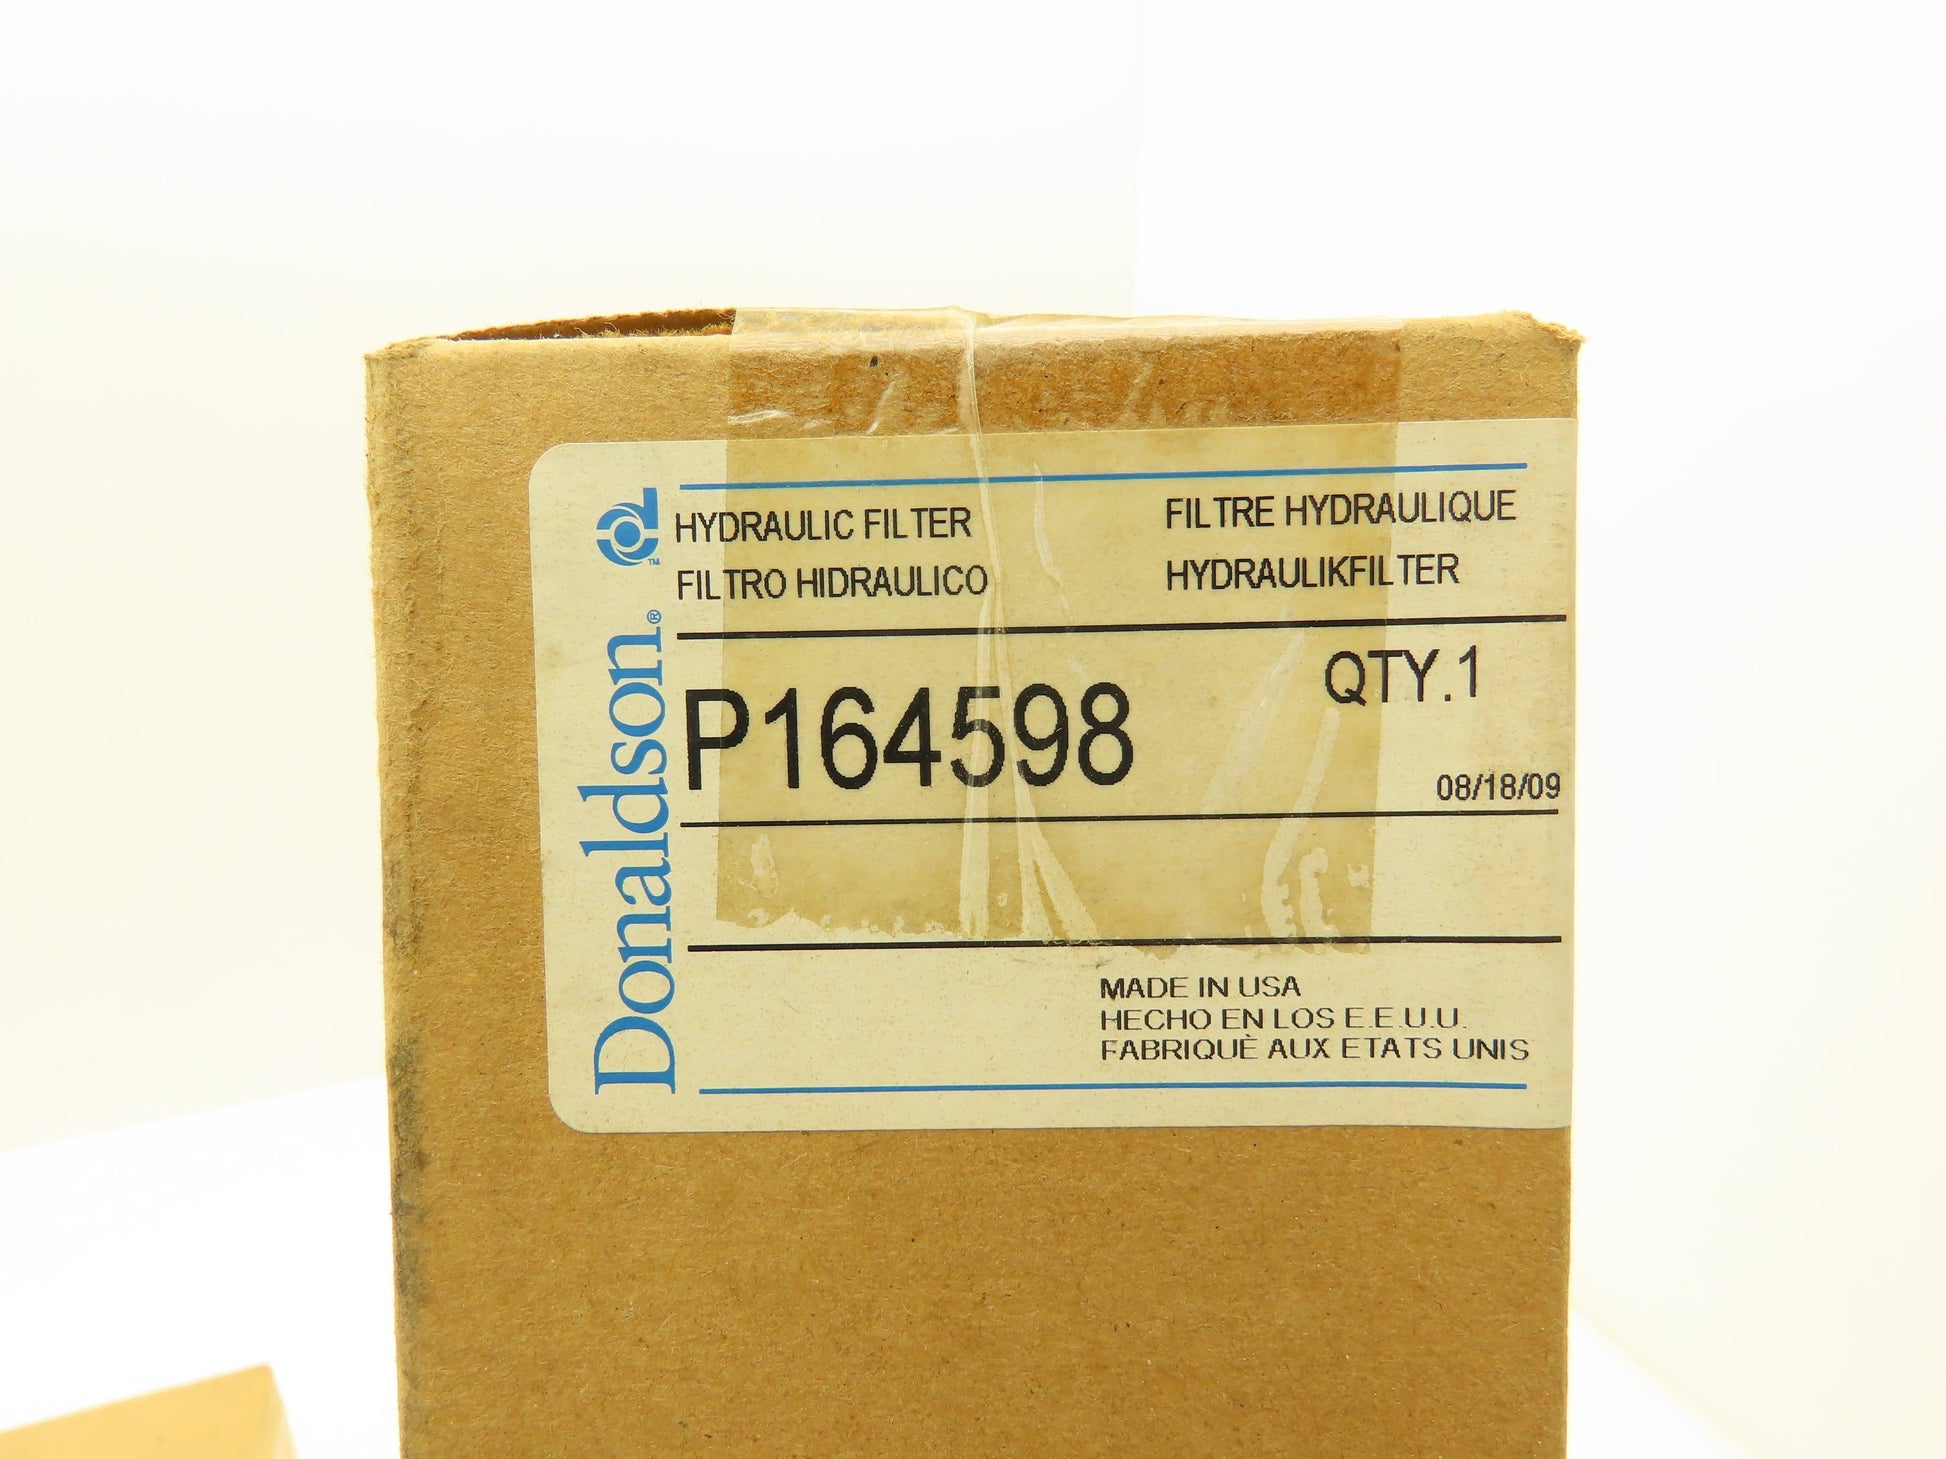 Donaldson®
™
HYDRAULIC FILTER
FILTRO HIDRAULICO
FILTRE HYDRAULIQUE
HYDRAULIKFILTER
P164598
QTY.1
08/18/09
MADE IN USA
HECHO EN LOS E.E.U.U.
FABRIQUÈ AUX ETATS UNIS